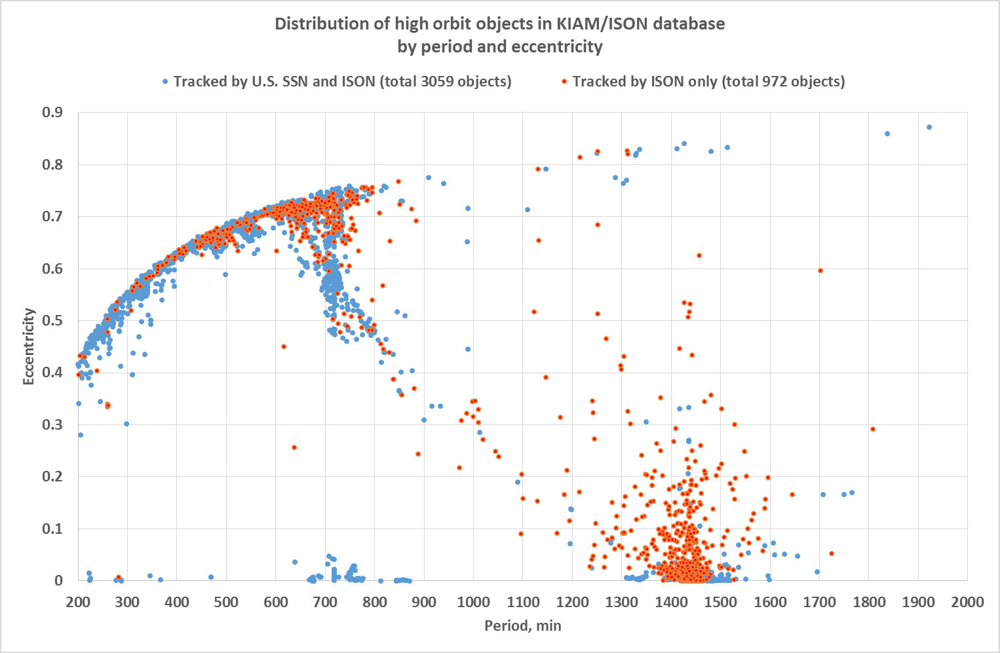 Distribution of high orbit objects in KIAM/ISON database
by period and eccentricity
Tracked by U.S. SSN and ISON (total 3059 objects)
Tracked by ISON only (total 972 objects)
0.9
0.8
0.7
0.6
0.5
0.4
0.3
0.2
0.1
0
Eccentricity
200 300 400 500 600 700 800 900 1000 1100 1200 1300 1400 1500 1600 1700 1800 1900 2000
Period, min